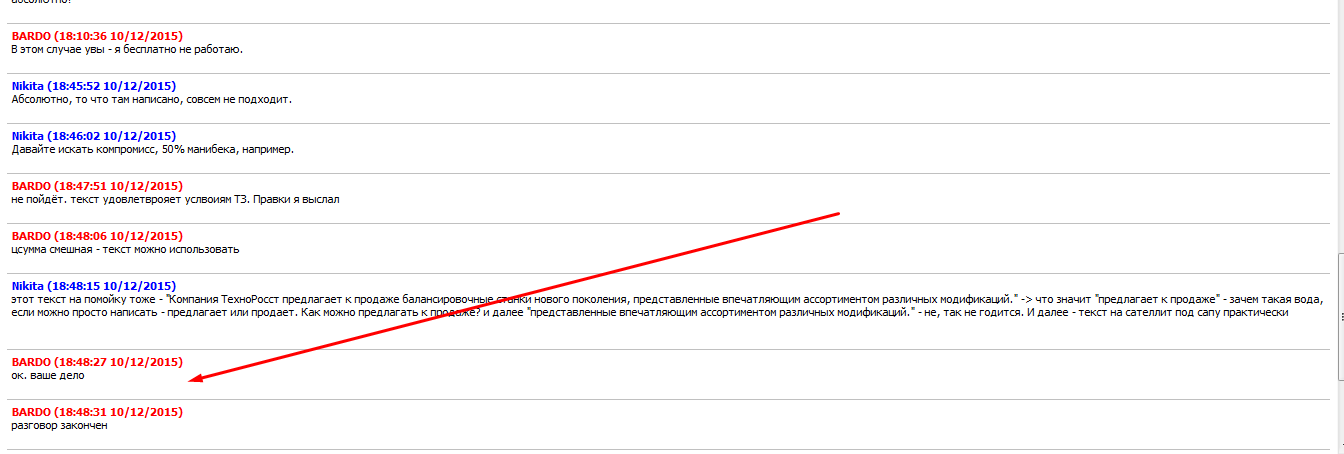 абсолютно?
BARDO (18:10:36 10/12/2015)
В этом случае увы - я бесплатно не работаю.
Nikita (18:45:52 10/12/2015)
Абсолютно, то что там написано, совсем не подходит.
Nikita (18:46:02 10/12/2015)
Давайте искать компромисс, 50% манибека, например.
BARDO (18:47:51 10/12/2015)
не пойдёт. текст удовлетврояет услвоиям ТЗ. Правки я выслал
BARDO (18:48:06 10/12/2015)
цсумма смешная - текст можно использовать
Nikita (18:48:15 10/12/2015)
этот текст на помойку тоже - "Компания ТехноРосст предлагает к продаже балансировочные станки нового поколения, представленные впечатляющим ассортиментом различных модификаций." -> что значит "предлагает к продаже" - зачем такая вода,
если можно просто написать - предлагает или продает. Как можно предлагать к продаже? и далее "представленные впечатляющим ассортиментом различных модификаций." - не, так не годится. И далее - текст на сателлит под сапу практически
BARDO (18:48:27 10/12/2015)
ок. ваше дело
BARDO (18:48:31 10/12/2015)
разговор закончен